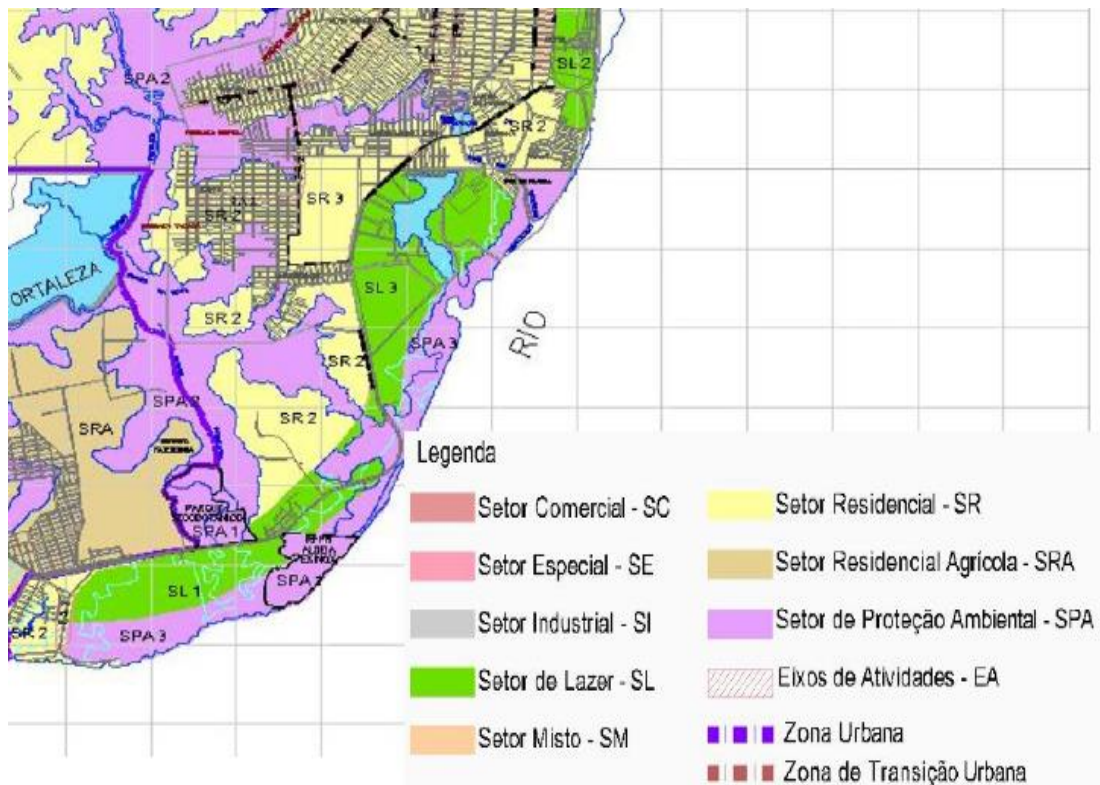 SPA 2
SL 2
SR 2
SR 3
SR 2
ORTALEZA
SL 3
SR 2
RIO
SPA 3
SR 2
SPA 2
SR 2
SRA
SPA 1
SL 1
SPA 3
SR 2
Legenda
Setor Comercial - SC
Setor Especial - SE
Setor Industrial - SI
Setor de Lazer - SL
Setor Misto - SM
Setor Residencial - SR
Setor Residencial Agrícola - SRA
Setor de Proteção Ambiental - SPA
Eixos de Atividades - EA
Zona Urbana
Zona de Transição Urbana